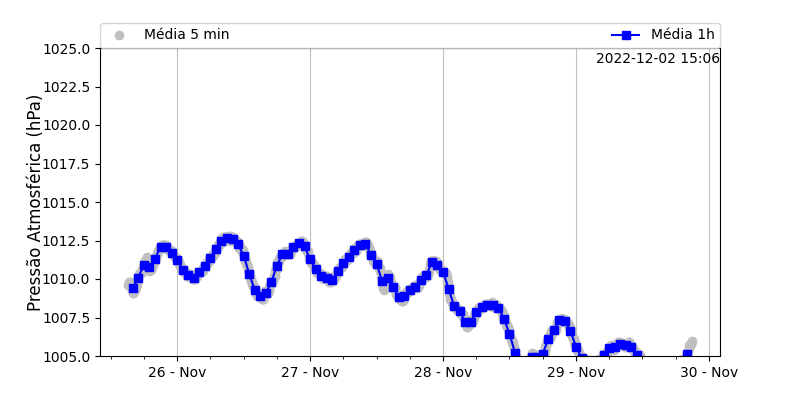 Média 5 min
Média 1h
2022-12-02 15:06
Pressão Atmosférica (hPa)
1025.0
1022.5
1020.0
1017.5
1015.0
1012.5
1010.0
1007.5
1005.0
26 - Nov
27 - Nov
28 - Nov
29 - Nov
30 - Nov